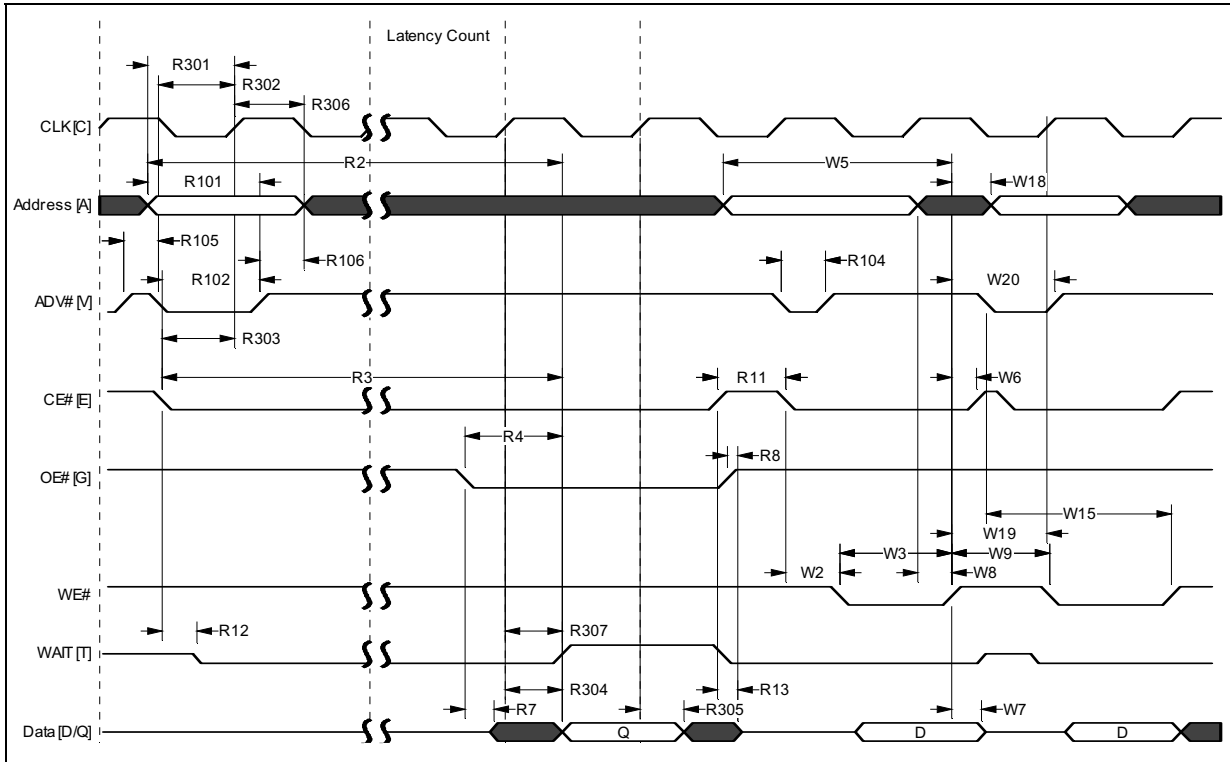 Latency Count
R301
R302
R306
CLK [C]
R2
W5
R101
W18
Address [A]
R105
R106
R102
R104
W20
ADV# [V]
R303
R3
R11
W6
CE# [E]
R4
R8
OE# [G]
W15
W19
W3
W9
W2
W8
WE#
R12
R307
WAIT [T]
R304
R13
R7
R305
W7
Data [D/Q]
Q
D
D